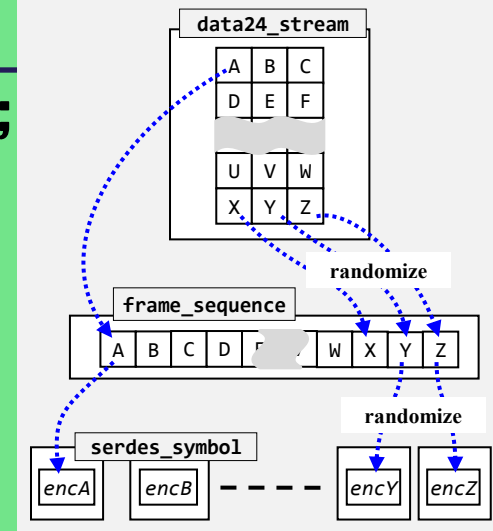 data24_stream
A B C
D E F
U V W
X Y Z
randomize
frame_sequence
A B C D W X Y Z
randomize
serdes_symbol
encA encB encY encZ